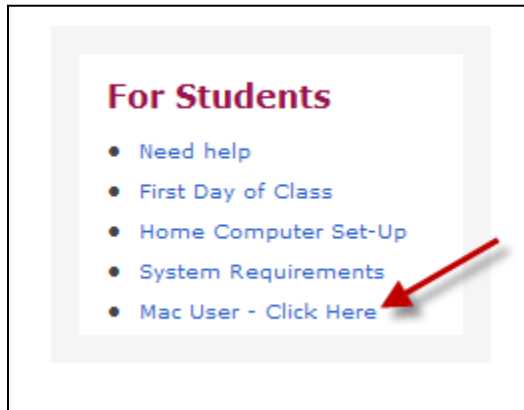 For Students
Need help
First Day of Class
Home Computer Set-Up
System Requirements
Mac User - Click Here